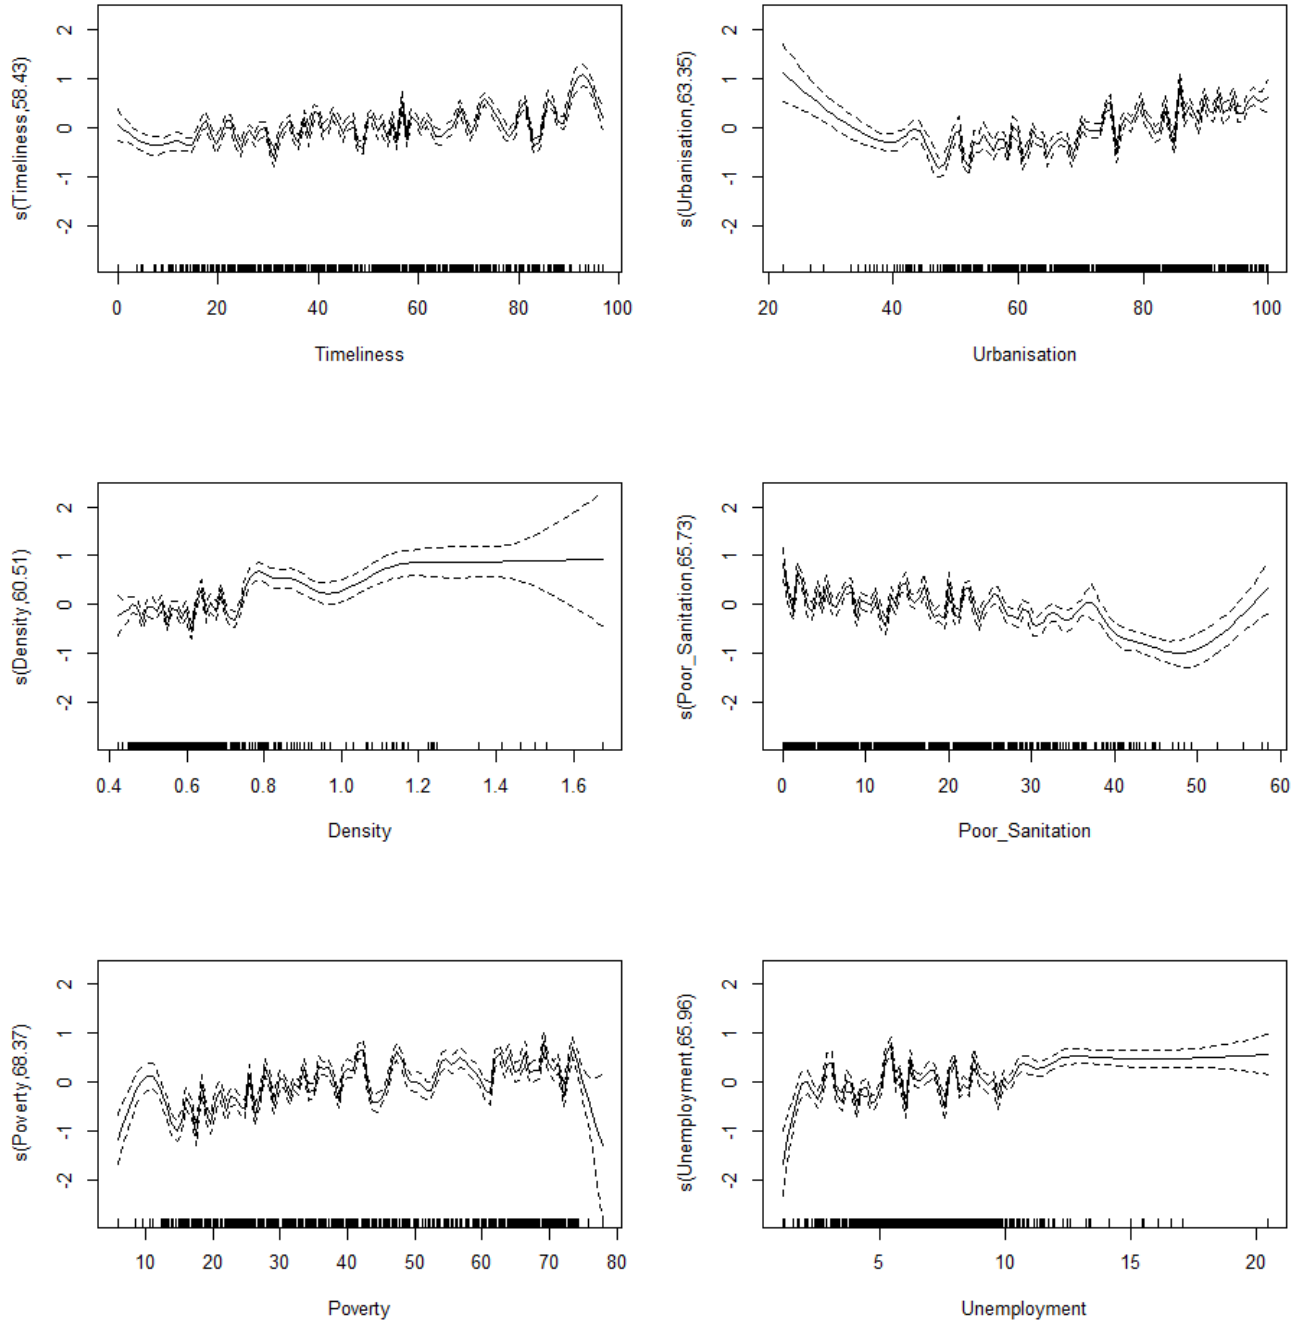 s(Timeliness,58.43)
2
1
0
-1
-2
0 20 40 60 80 100
Timeliness
s(Urbanisation,63.35)
2
1
0
-1
-2
20 40 60 80 100
Urbanisation
s(Density,60.51)
2
1
0
-1
-2
0.4 0.6 0.8 1.0 1.2 1.4 1.6
Density
s(Poor_Sanitation,65.73)
2
1
0
-1
-2
0 10 20 30 40 50 60
Poor_Sanitation
s(Poverty,68.37)
2
1
0
-1
-2
10 20 30 40 50 60 70 80
Poverty
s(Unemployment,65.96)
2
1
0
-1
-2
5 10 15 20
Unemployment